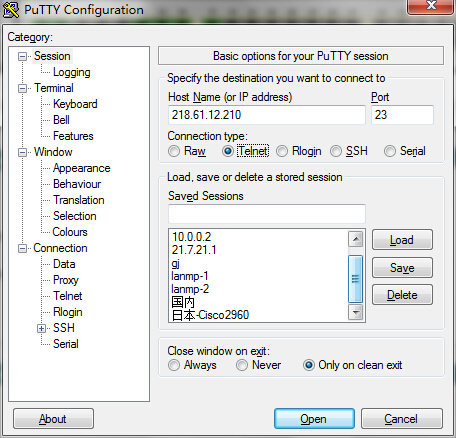 PuTTY Configuration
Category:
Session
Logging
Terminal
Keyboard
Bell
Features
Window
Appearance
Behaviour
Translation
Selection
Colours
Connection
Data
Proxy
Telnet
Rlogin
SSH
Serial
Basic options for your PuTTY session
Specify the destination you want to connect to
Host Name (or IP address) Port
218.61.12.210 23
Connection type:
Raw Telnet Rlogin SSH Serial
Load, save or delete a stored session
Saved Sessions
10.0.0.2
21.7.21.1
gj
lanmp-1
lanmp-2
国内
日本-Cisco2960
Load
Save
Delete
Close window on exit:
Always Never Only on clean exit
About Open Cancel